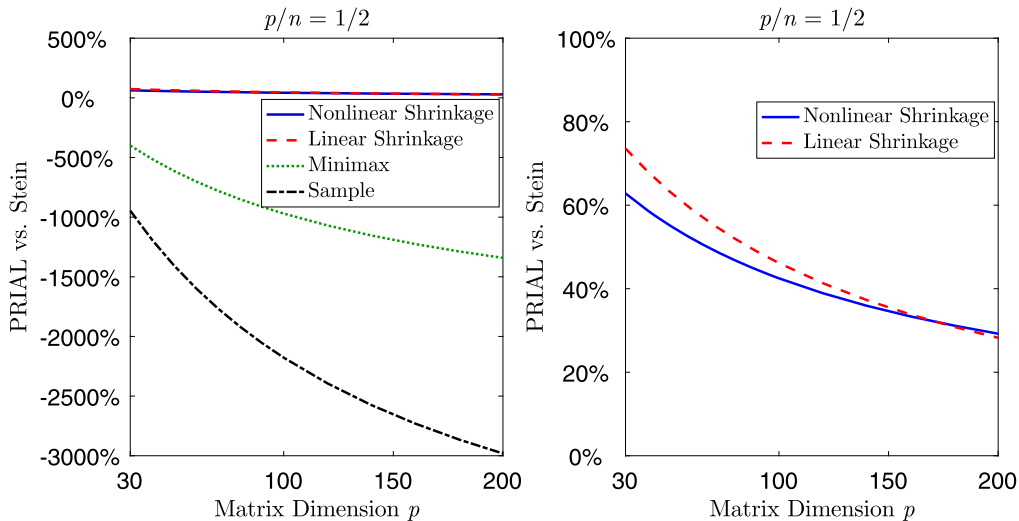 p/n = 1/2
500%
0%
-500%
-1000%
-1500%
-2000%
-2500%
-3000%
PRIAL vs. Stein
Nonlinear Shrinkage
Linear Shrinkage
Minimax
Sample
30
100
150
200
Matrix Dimension p
p/n = 1/2
100%
80%
60%
40%
20%
0%
PRIAL vs. Stein
Nonlinear Shrinkage
Linear Shrinkage
30
100
150
200
Matrix Dimension p